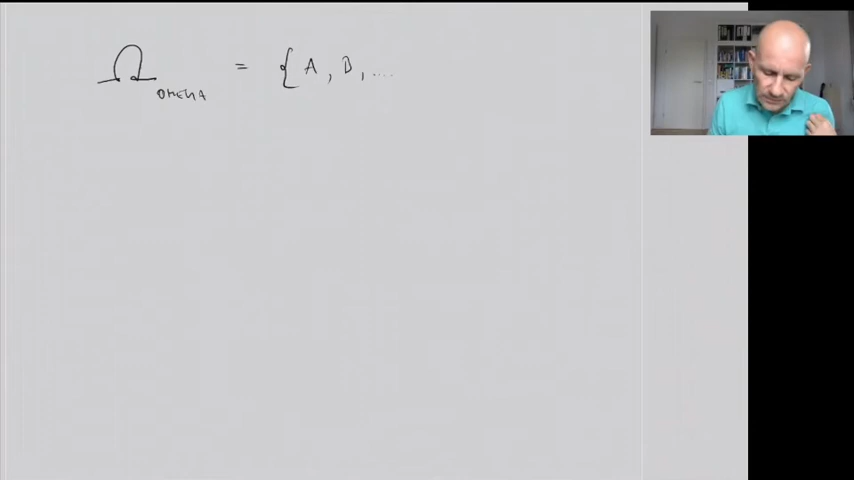 Ω = { A, B, ....
OMEGA